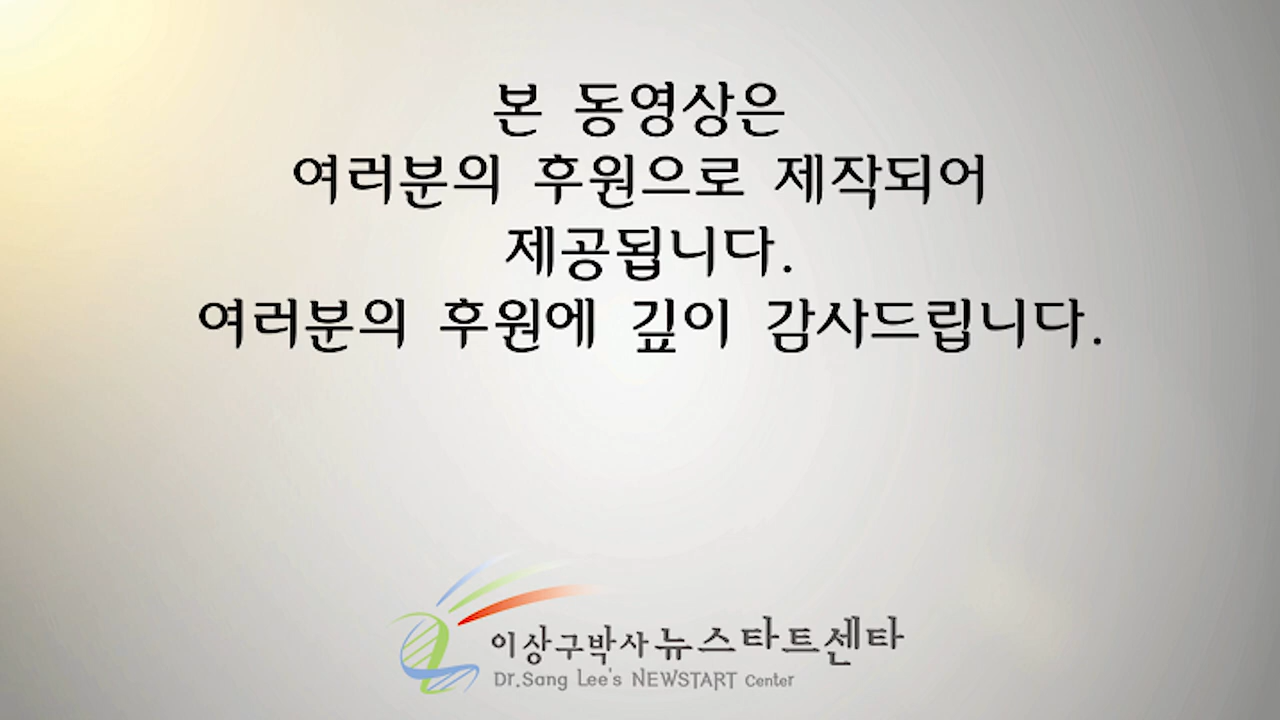 본 동영상은
여러분의 후원으로 제작되어
제공됩니다.
여러분의 후원에 깊이 감사드립니다.
이상구박사 뉴스타트센타
Dr.Sang Lee's NEWSTART Center